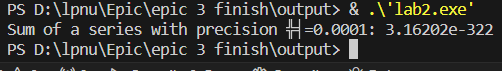 PS D:\lpnu\Epic\epic 3 finish\output> & .\'lab2.exe'
Sum of a series with precision ╬╡=0.0001: 3.16202e-322
PS D:\lpnu\Epic\epic 3 finish\output>